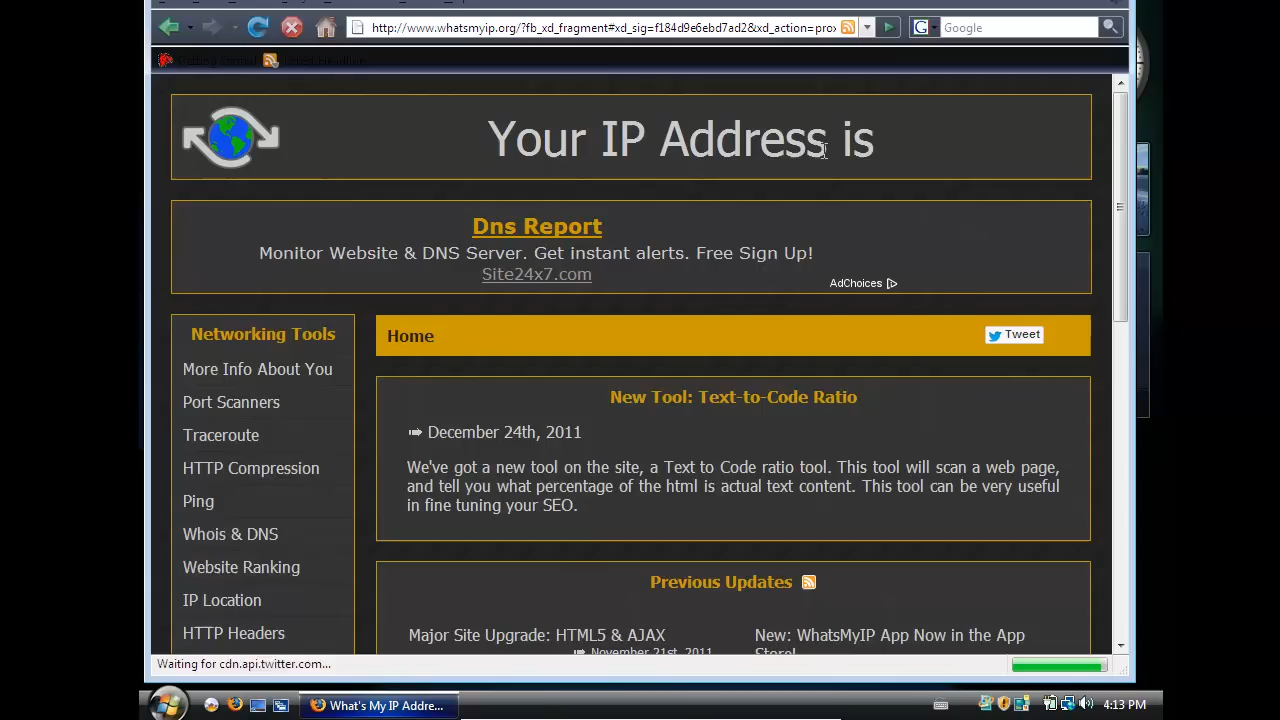 http://www.whatsmyip.org/?fb_xd_fragment#xd_sig=f184d9e6ebd7ad2&xd_action=prox
Google
Your IP Address is
Dns Report
Monitor Website & DNS Server. Get instant alerts. Free Sign Up!
Site24x7.com
AdChoices
Networking Tools
More Info About You
Port Scanners
Traceroute
HTTP Compression
Ping
Whois & DNS
Website Ranking
IP Location
HTTP Headers
Home
Tweet
New Tool: Text-to-Code Ratio
December 24th, 2011
We've got a new tool on the site, a Text to Code ratio tool. This tool will scan a web page,
and tell you what percentage of the html is actual text content. This tool can be very useful
in fine tuning your SEO.
Previous Updates
Major Site Upgrade: HTML5 & AJAX
November 21st, 2011
New: WhatsMyIP App Now in the App
Store!
Waiting for cdn.api.twitter.com...
What's My IP Addre...
4:13 PM